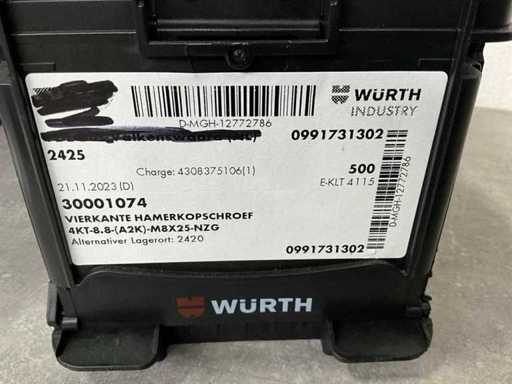 WÜRTH
INDUSTRY
D-MGH-12772786
0991731302
2425
Charge: 4308375106(1)
500
21.11.2023 (D)
E-KLT 4115
30001074
VIERKANTE HAMERKOPSCHROEF
4KT-8.8-(A2K)-M8X25-NZG
Alternativer Lagerort: 2420
0991731302
D-MGH-12772786
WÜRTH